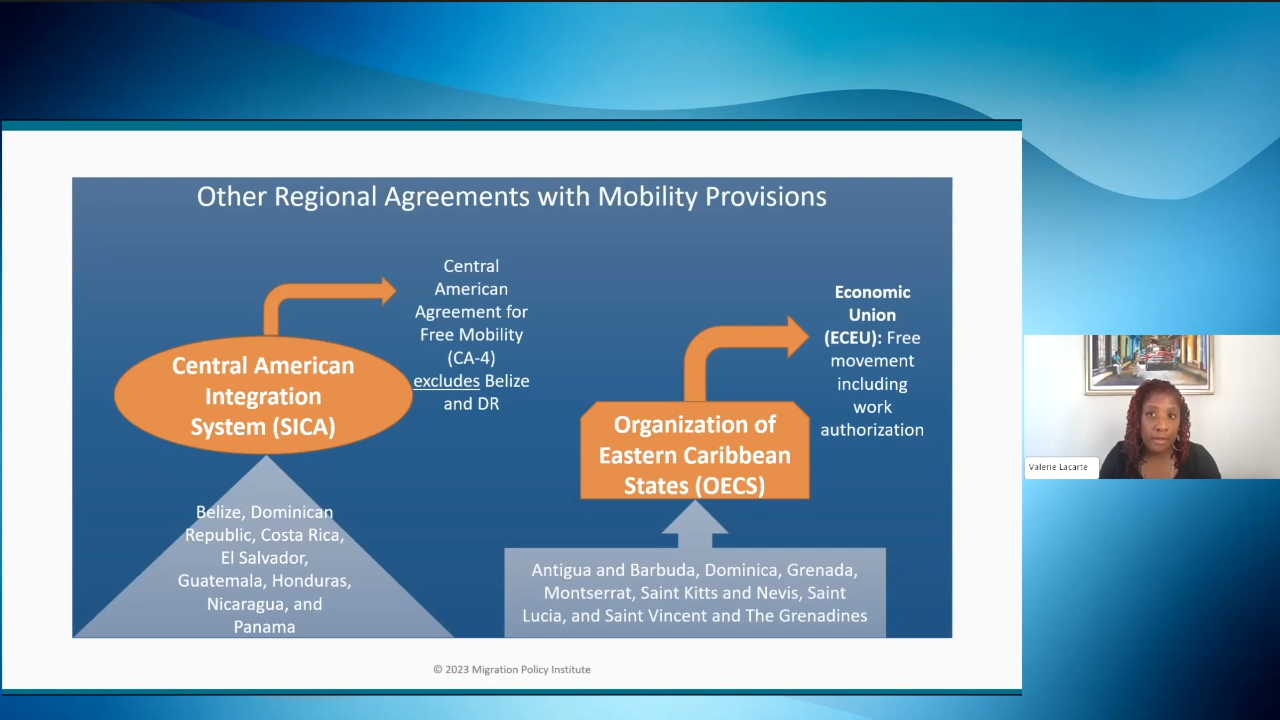 Other Regional Agreements with Mobility Provisions
Central
American
Agreement for
Free Mobility
(CA-4)
excludes Belize
and DR
Central American
Integration
System (SICA)
Belize, Dominican
Republic, Costa Rica,
El Salvador,
Guatemala, Honduras,
Nicaragua, and
Panama
Economic
Union
(ECEU): Free
movement
including
work
authorization
Organization of
Eastern Caribbean
States (OECS)
Antigua and Barbuda, Dominica, Grenada,
Montserrat, Saint Kitts and Nevis, Saint
Lucia, and Saint Vincent and The Grenadines
© 2023 Migration Policy Institute
Valerie Lacarte